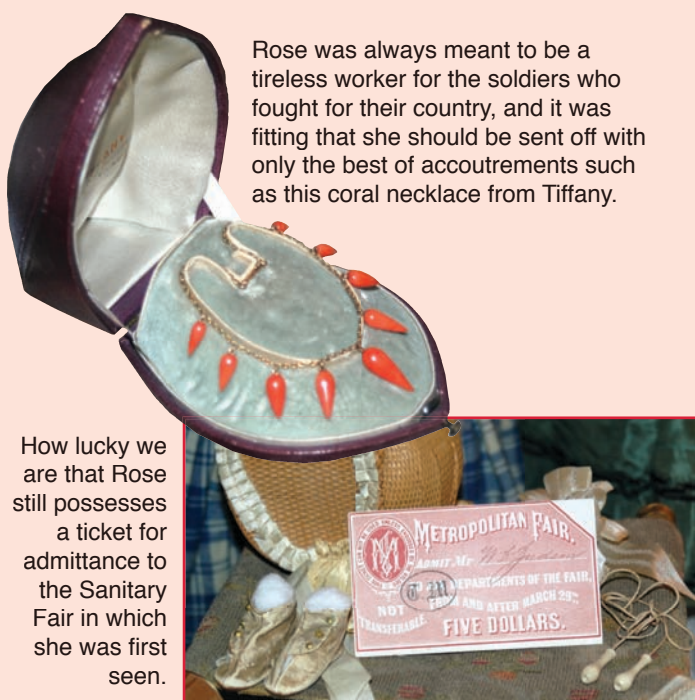 Rose was always meant to be a
tireless worker for the soldiers who
fought for their country, and it was
fitting that she should be sent off with
only the best of accoutrements such
as this coral necklace from Tiffany.
How lucky we
are that Rose
still possesses
a ticket for
admittance to
the Sanitary
Fair in which
she was first
seen.
METROPOLITAN FAIR.
ADMIT Mr.
DEPARTMENTS OF THE FAIR,
FROM AND AFTER MARCH 29TH
NOT
TRANSFERABLE
FIVE DOLLARS.